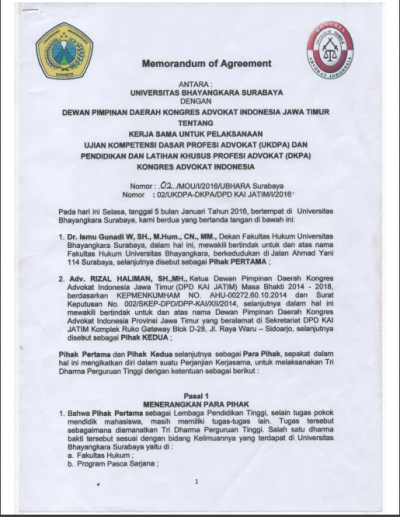 Memorandum of Agreement
ANTARA :
UNIVERSITAS BHAYANGKARA SURABAYA
DENGAN
DEWAN PIMPINAN DAERAH KONGRES ADVOKAT INDONESIA JAWA TIMUR
TENTANG
KERJA SAMA UNTUK PELAKSANAAN
UJIAN KOMPETENSI DASAR PROFESI ADVOKAT (UKDPA) DAN
PENDIDIKAN DAN LATIHAN KHUSUS PROFESI ADVOKAT (DKPA)
KONGRES ADVOKAT INDONESIA
Nomor : 02./MOU/I/2016/UBHARA Surabaya
Nomor : 02/UKDPA-DKPA/DPD KAI JATIM/I/2016
Pada hari ini Selasa, tanggal 5 bulan Januari Tahun 2016, bertempat di Universitas
Bhayangkara Surabaya, kami berdua yang bertanda tangan di bawah ini :
1. Dr. Ismu Gunadi W, SH., M.Hum., CN., MM., Dekan Fakultas Hukum Universitas
Bhayangkara Surabaya, dalam hal ini, mewakili bertindak untuk dan atas nama
Fakultas Hukum Universitas Bhayangkara, berkedudukan di Jalan Ahmad Yani
114 Surabaya, selanjutnya disebut sebagai Pihak PERTAMA ;
2. Adv. RIZAL HALIMAN, SH.,MH., Ketua Dewan Pimpinan Daerah Kongres
Advokat Indonesia Jawa Timur (DPD KAI JATIM) Masa Bhakti 2014 - 2018,
berdasarkan KEPMENKUMHAM NO. AHU-00272.60.10.2014 dan Surat
Keputusan No. 002/SKEP-DPD/DPP-KAI/XII/2014, selanjutnya dalam hal ini
mewakili bertindak untuk dan atas nama Dewan Pimpinan Daerah Kongres
Advokat Indonesia Provinsi Jawa Timur yang beralamat di Sekretariat DPD KAI
JATIM Komplek Ruko Gateway Blok D-28, Jl. Raya Waru – Sidoarjo, selanjutnya
disebut sebagai Pihak KEDUA ;
Pihak Pertama dan Pihak Kedua selanjutnya sebagai Para Pihak, sepakat dalam
hal ini mengikatkan diri dalam suatu Perjanjian Kerjasama, untuk melaksanakan Tri
Dharma Perguruan Tinggi dengan ketentuan sebagai berikut :
Pasal 1
MENERANGKAN PARA PIHAK
1. Bahwa Pihak Pertama sebagai Lembaga Pendidikan Tinggi, selain tugas pokok
mendidik mahasiswa, masih memiliki tugas-tugas lain. Tugas tersebut
sebagaimana diamanatkan Tri Dharma Perguruan Tinggi. Salah satu dharma
bakti tersebut sesuai dengan bidang Keilmuannya yang terdapat di Universitas
Bhayangkara Surabaya yaitu :
a. Fakultas Hukum ;
b. Program Pasca Sarjana ;
1